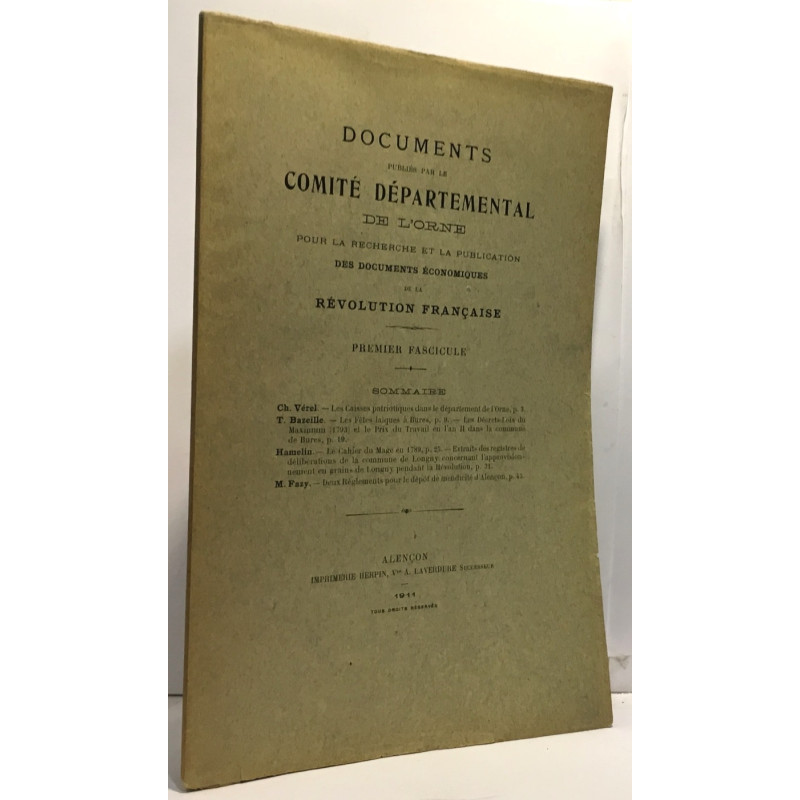 DOCUMENTS
PUBLIÉS PAR LE
COMITÉ DÉPARTEMENTAL
DE L'ORNE
POUR LA RECHERCHE ET LA PUBLICATION
DES DOCUMENTS ÉCONOMIQUES
DE LA
RÉVOLUTION FRANÇAISE
PREMIER FASCICULE
SOMMAIRE
Ch. Vérel. — Les Caisses patriotiques dans le département de l'Orne, p. 3.
T. Bazeille. — Les Fêtes laïques à Bures, p. 9. — Les Décrets-Lois du
Maximum (1793) et le Prix du Travail en l'an II dans la commune
de Bures, p. 19.
Hamelin. — Le Cahier du Mage en 1789, p. 25. — Extraits des registres de
délibérations de la commune de Longny concernant l'approvision-
nement en grains de Longny pendant la Révolution, p. 31.
M. Fazy. — Deux Règlements pour le dépôt de mendicité d'Alençon, p.
ALENÇON
IMPRIMERIE HERPIN, Vve A. LAVERDURE SUCCESSEUR
1911
TOUS DROITS RÉSERVÉS